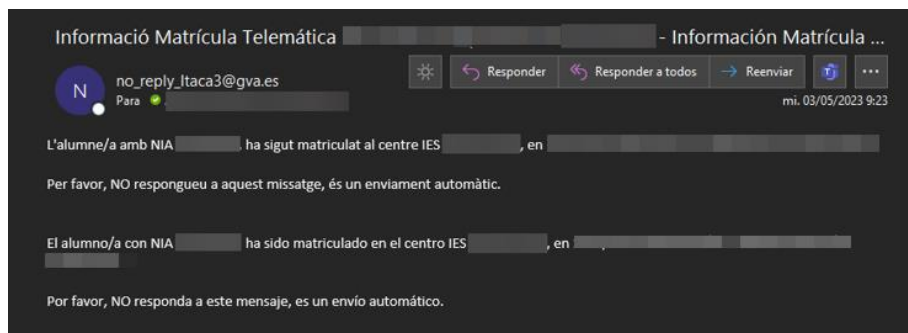 Informació Matrícula Telemática - Información Matrícula ...
N
no_reply_ltaca3@gva.es
Responder Responder a todos Reenviar ...
Para
mi. 03/05/2023 9:23
L'alumne/a amb NIA ha sigut matriculat al centre IES , en
Per favor, NO respongueu a aquest missatge, és un enviament automàtic.
El alumno/a con NIA ha sido matriculado en el centro IES , en
Por favor, NO responda a este mensaje, es un envío automático.